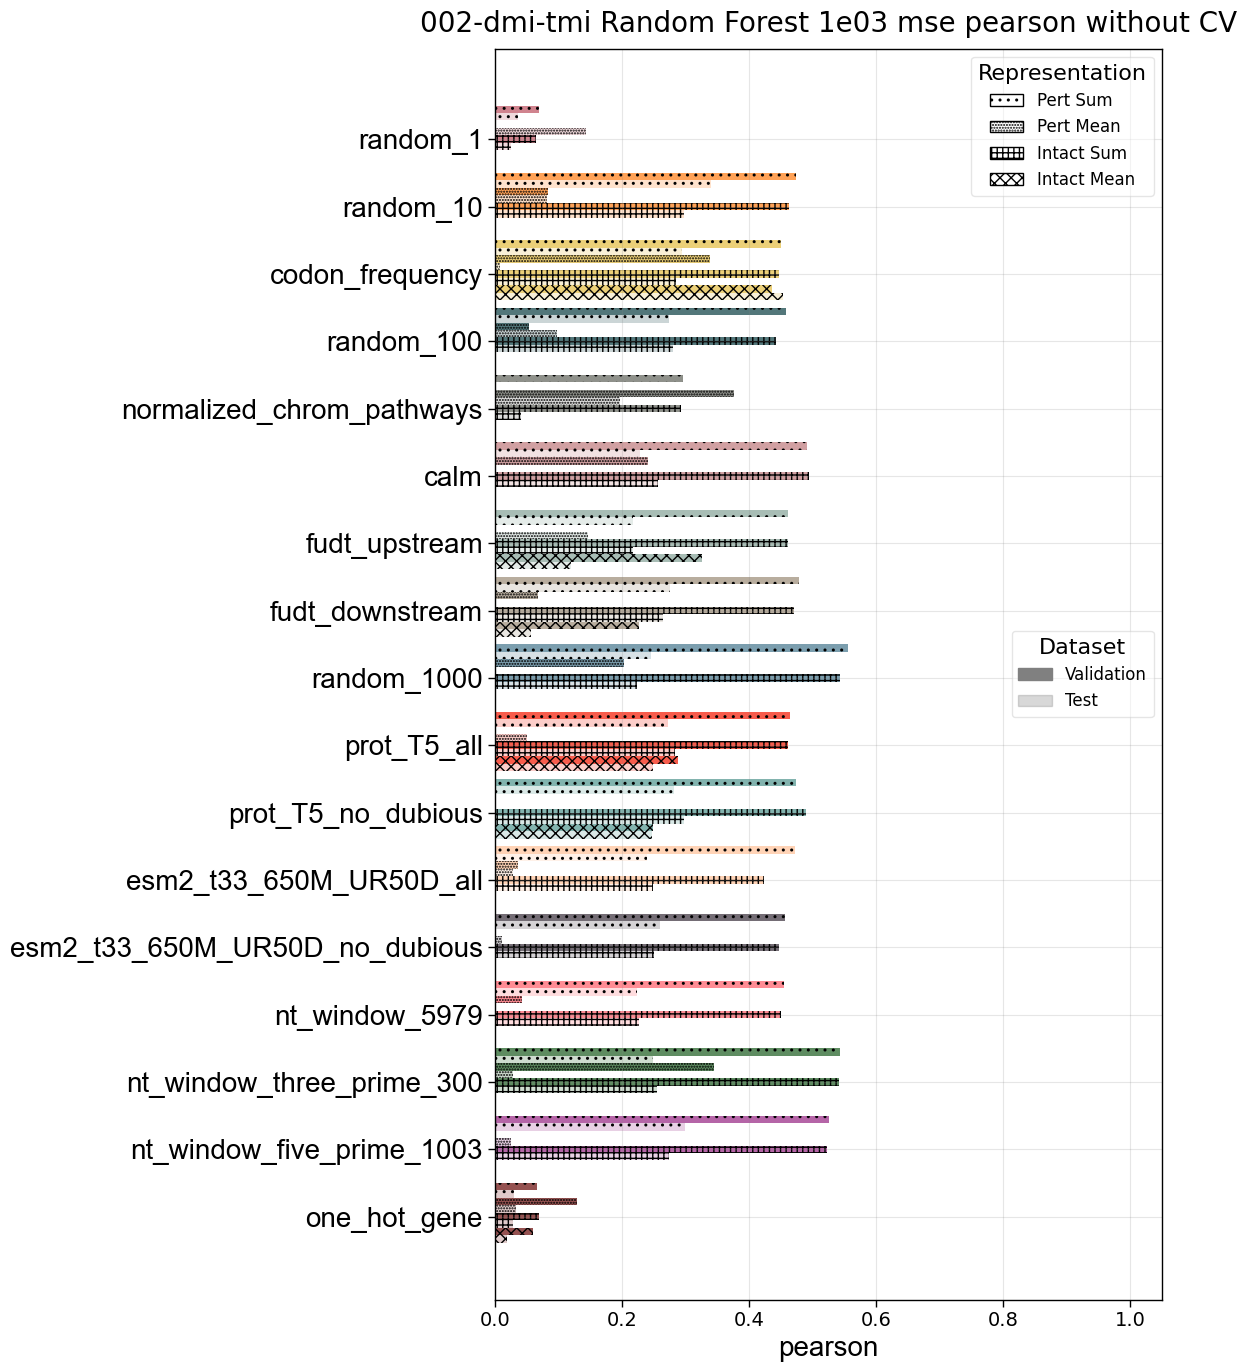 002-dmi-tmi Random Forest 1e03 mse pearson without CV
Representation
Pert Sum
Pert Mean
Intact Sum
Intact Mean
random_1
random_10
codon_frequency
random_100
normalized_chrom_pathways
calm
fudt_upstream
fudt_downstream
Dataset
Validation
Test
random_1000
prot_T5_all
prot_T5_no_dubious
esm2_t33_650M_UR50D_all
esm2_t33_650M_UR50D_no_dubious
nt_window_5979
nt_window_three_prime_300
nt_window_five_prime_1003
one_hot_gene
0.0 0.2 0.4 0.6 0.8 1.0
pearson